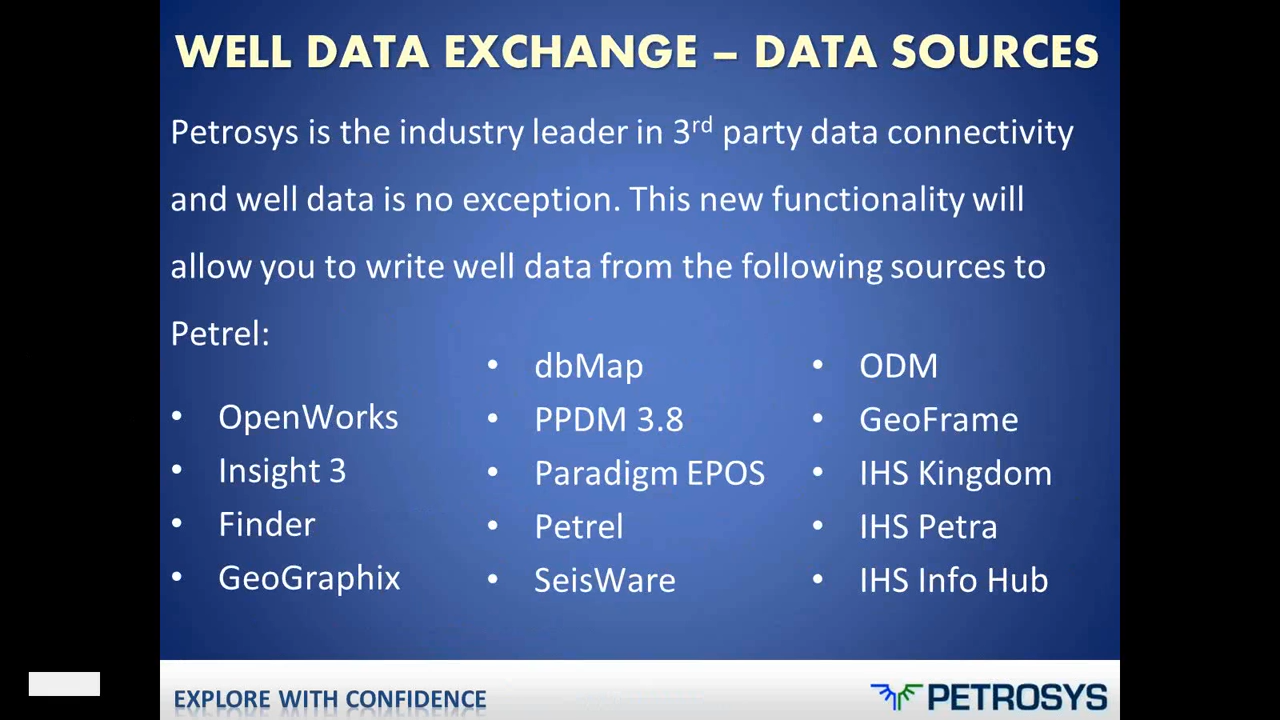 WELL DATA EXCHANGE – DATA SOURCES
Petrosys is the industry leader in 3rd party data connectivity
and well data is no exception. This new functionality will
allow you to write well data from the following sources to
Petrel:
• OpenWorks
• Insight 3
• Finder
• GeoGraphix
• dbMap
• PPDM 3.8
• Paradigm EPOS
• Petrel
• SeisWare
• ODM
• GeoFrame
• IHS Kingdom
• IHS Petra
• IHS Info Hub
EXPLORE WITH CONFIDENCE
PETROSYS